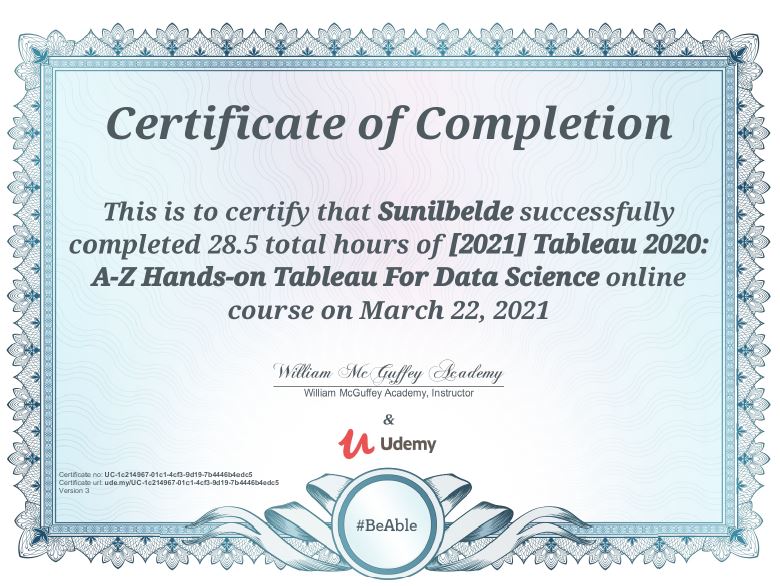 Certificate of Completion
This is to certify that Sunilbelde successfully
completed 28.5 total hours of [2021] Tableau 2020:
A-Z Hands-on Tableau For Data Science online
course on March 22, 2021
William Mc Guffey Academy
William McGuffey Academy, Instructor
&
Udemy
Certificate no: UC-1c214967-01c1-4cf3-9d19-7b4446b4edc5
Certificate url: ude.my/UC-1c214967-01c1-4cf3-9d19-7b4446b4edc5
Version 3
#BeAble